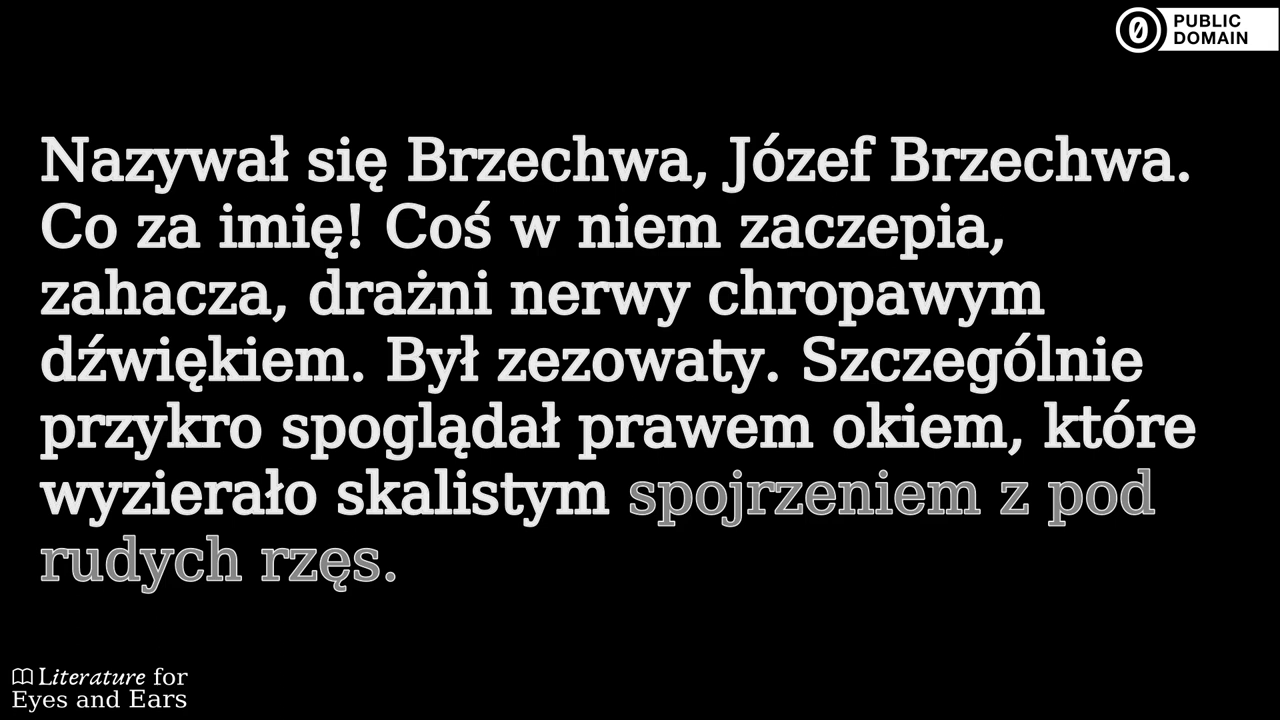 PUBLIC
DOMAIN
Nazywał się Brzechwa, Józef Brzechwa.
Co za imię! Coś w niem zaczepia,
zahacza, drażni nerwy chropawym
dźwiękiem. Był zezowaty. Szczególnie
przykro spoglądał prawem okiem, które
wyzierało skalistym spojrzeniem z pod
rudych rzęs.
Literature for
Eyes and Ears